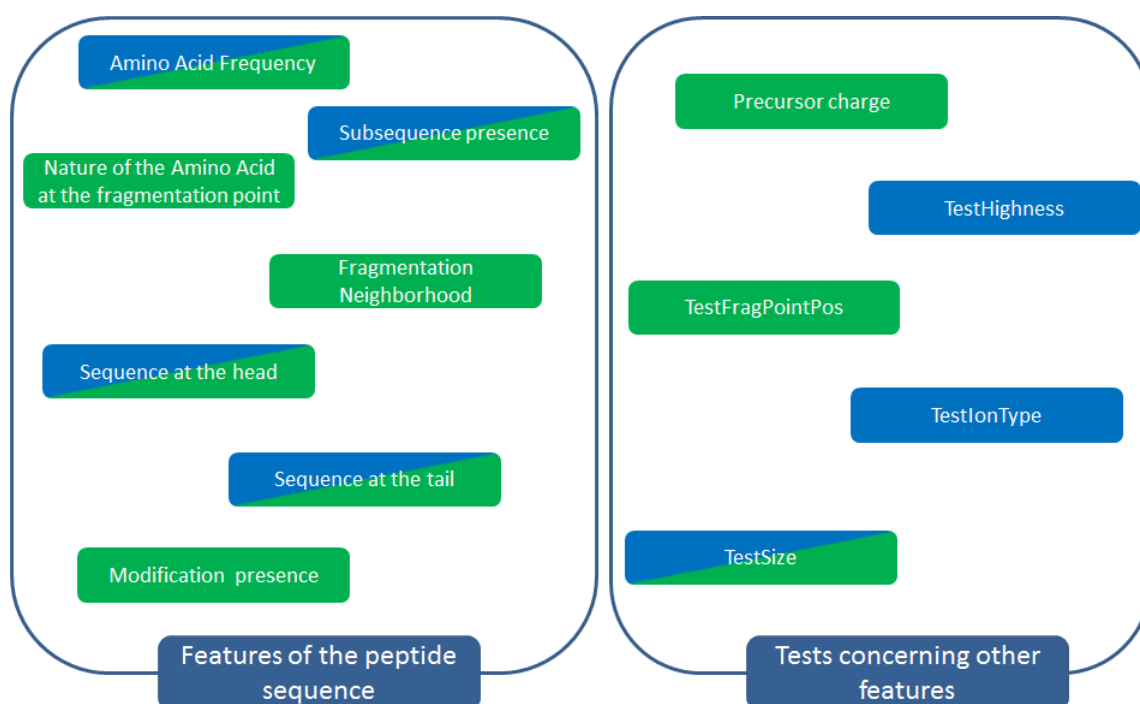 Amino Acid Frequency
Subsequence presence
Nature of the Amino Acid
at the fragmentation point
Fragmentation
Neighborhood
Sequence at the head
Sequence at the tail
Modification presence
Features of the peptide
sequence
Precursor charge
TestHighness
TestFragPointPos
TestIonType
TestSize
Tests concerning other
features